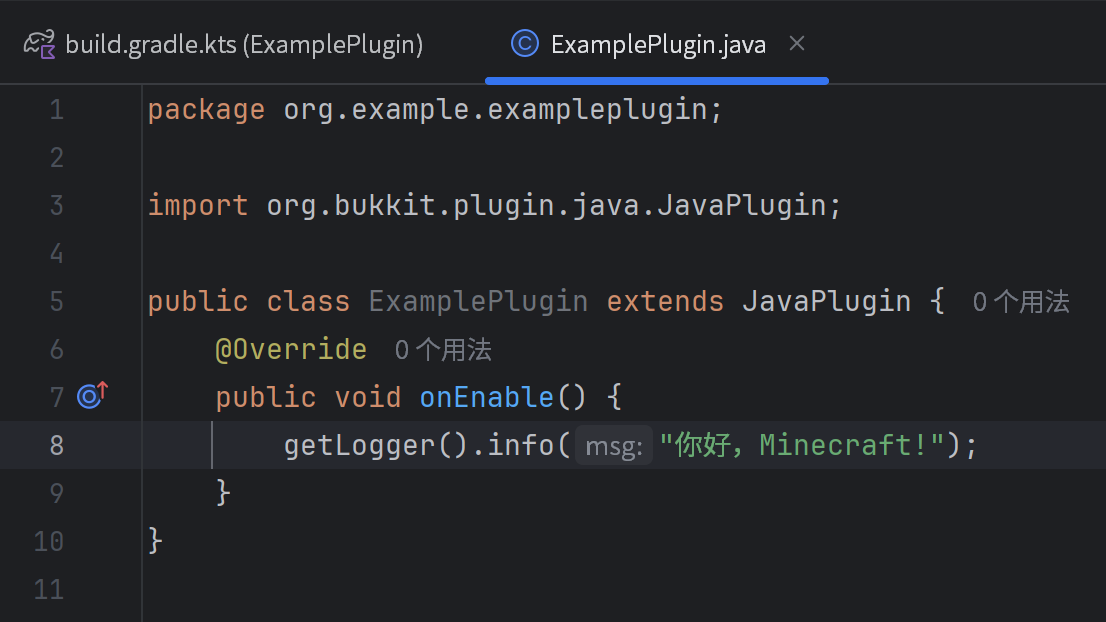 build.gradle.kts (ExamplePlugin) ExamplePlugin.java
1 package org.example.exampleplugin;
2
3 import org.bukkit.plugin.java.JavaPlugin;
4
5 public class ExamplePlugin extends JavaPlugin { 0个用法
6 @Override 0个用法
7 public void onEnable() {
8 getLogger().info( msg: "你好，Minecraft!");
9 }
10 }
11